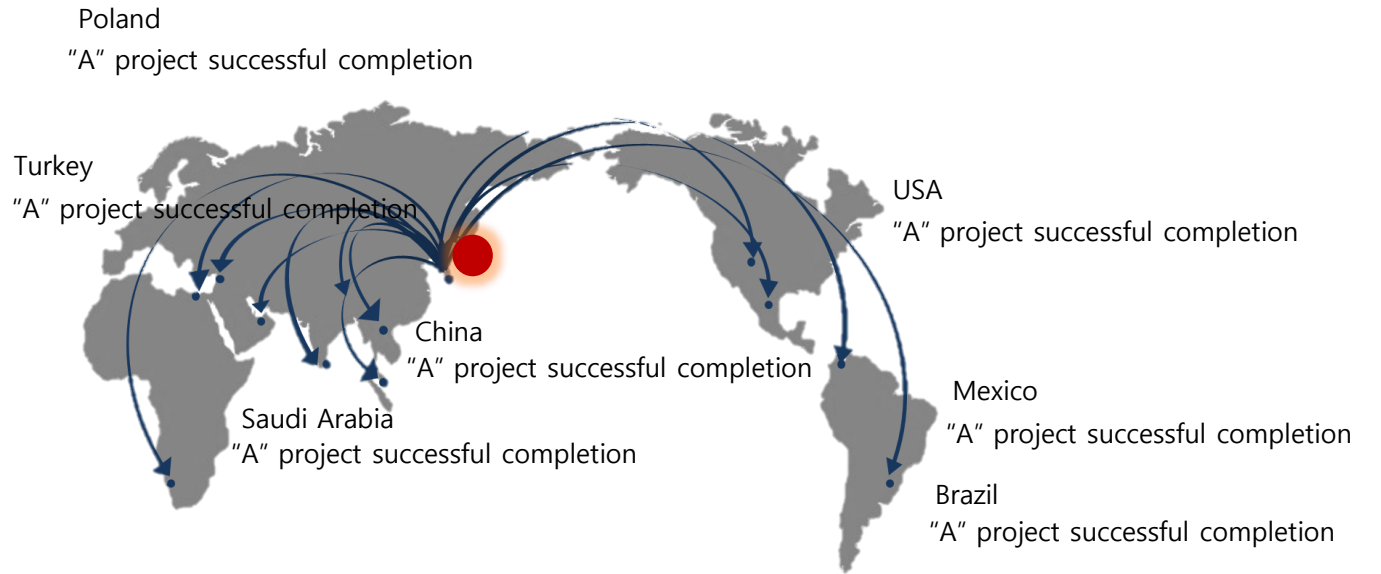 Poland
"A" project successful completion
Turkey
"A" project successful completion
USA
"A" project successful completion
China
"A" project successful completion
Saudi Arabia
"A" project successful completion
Mexico
"A" project successful completion
Brazil
"A" project successful completion